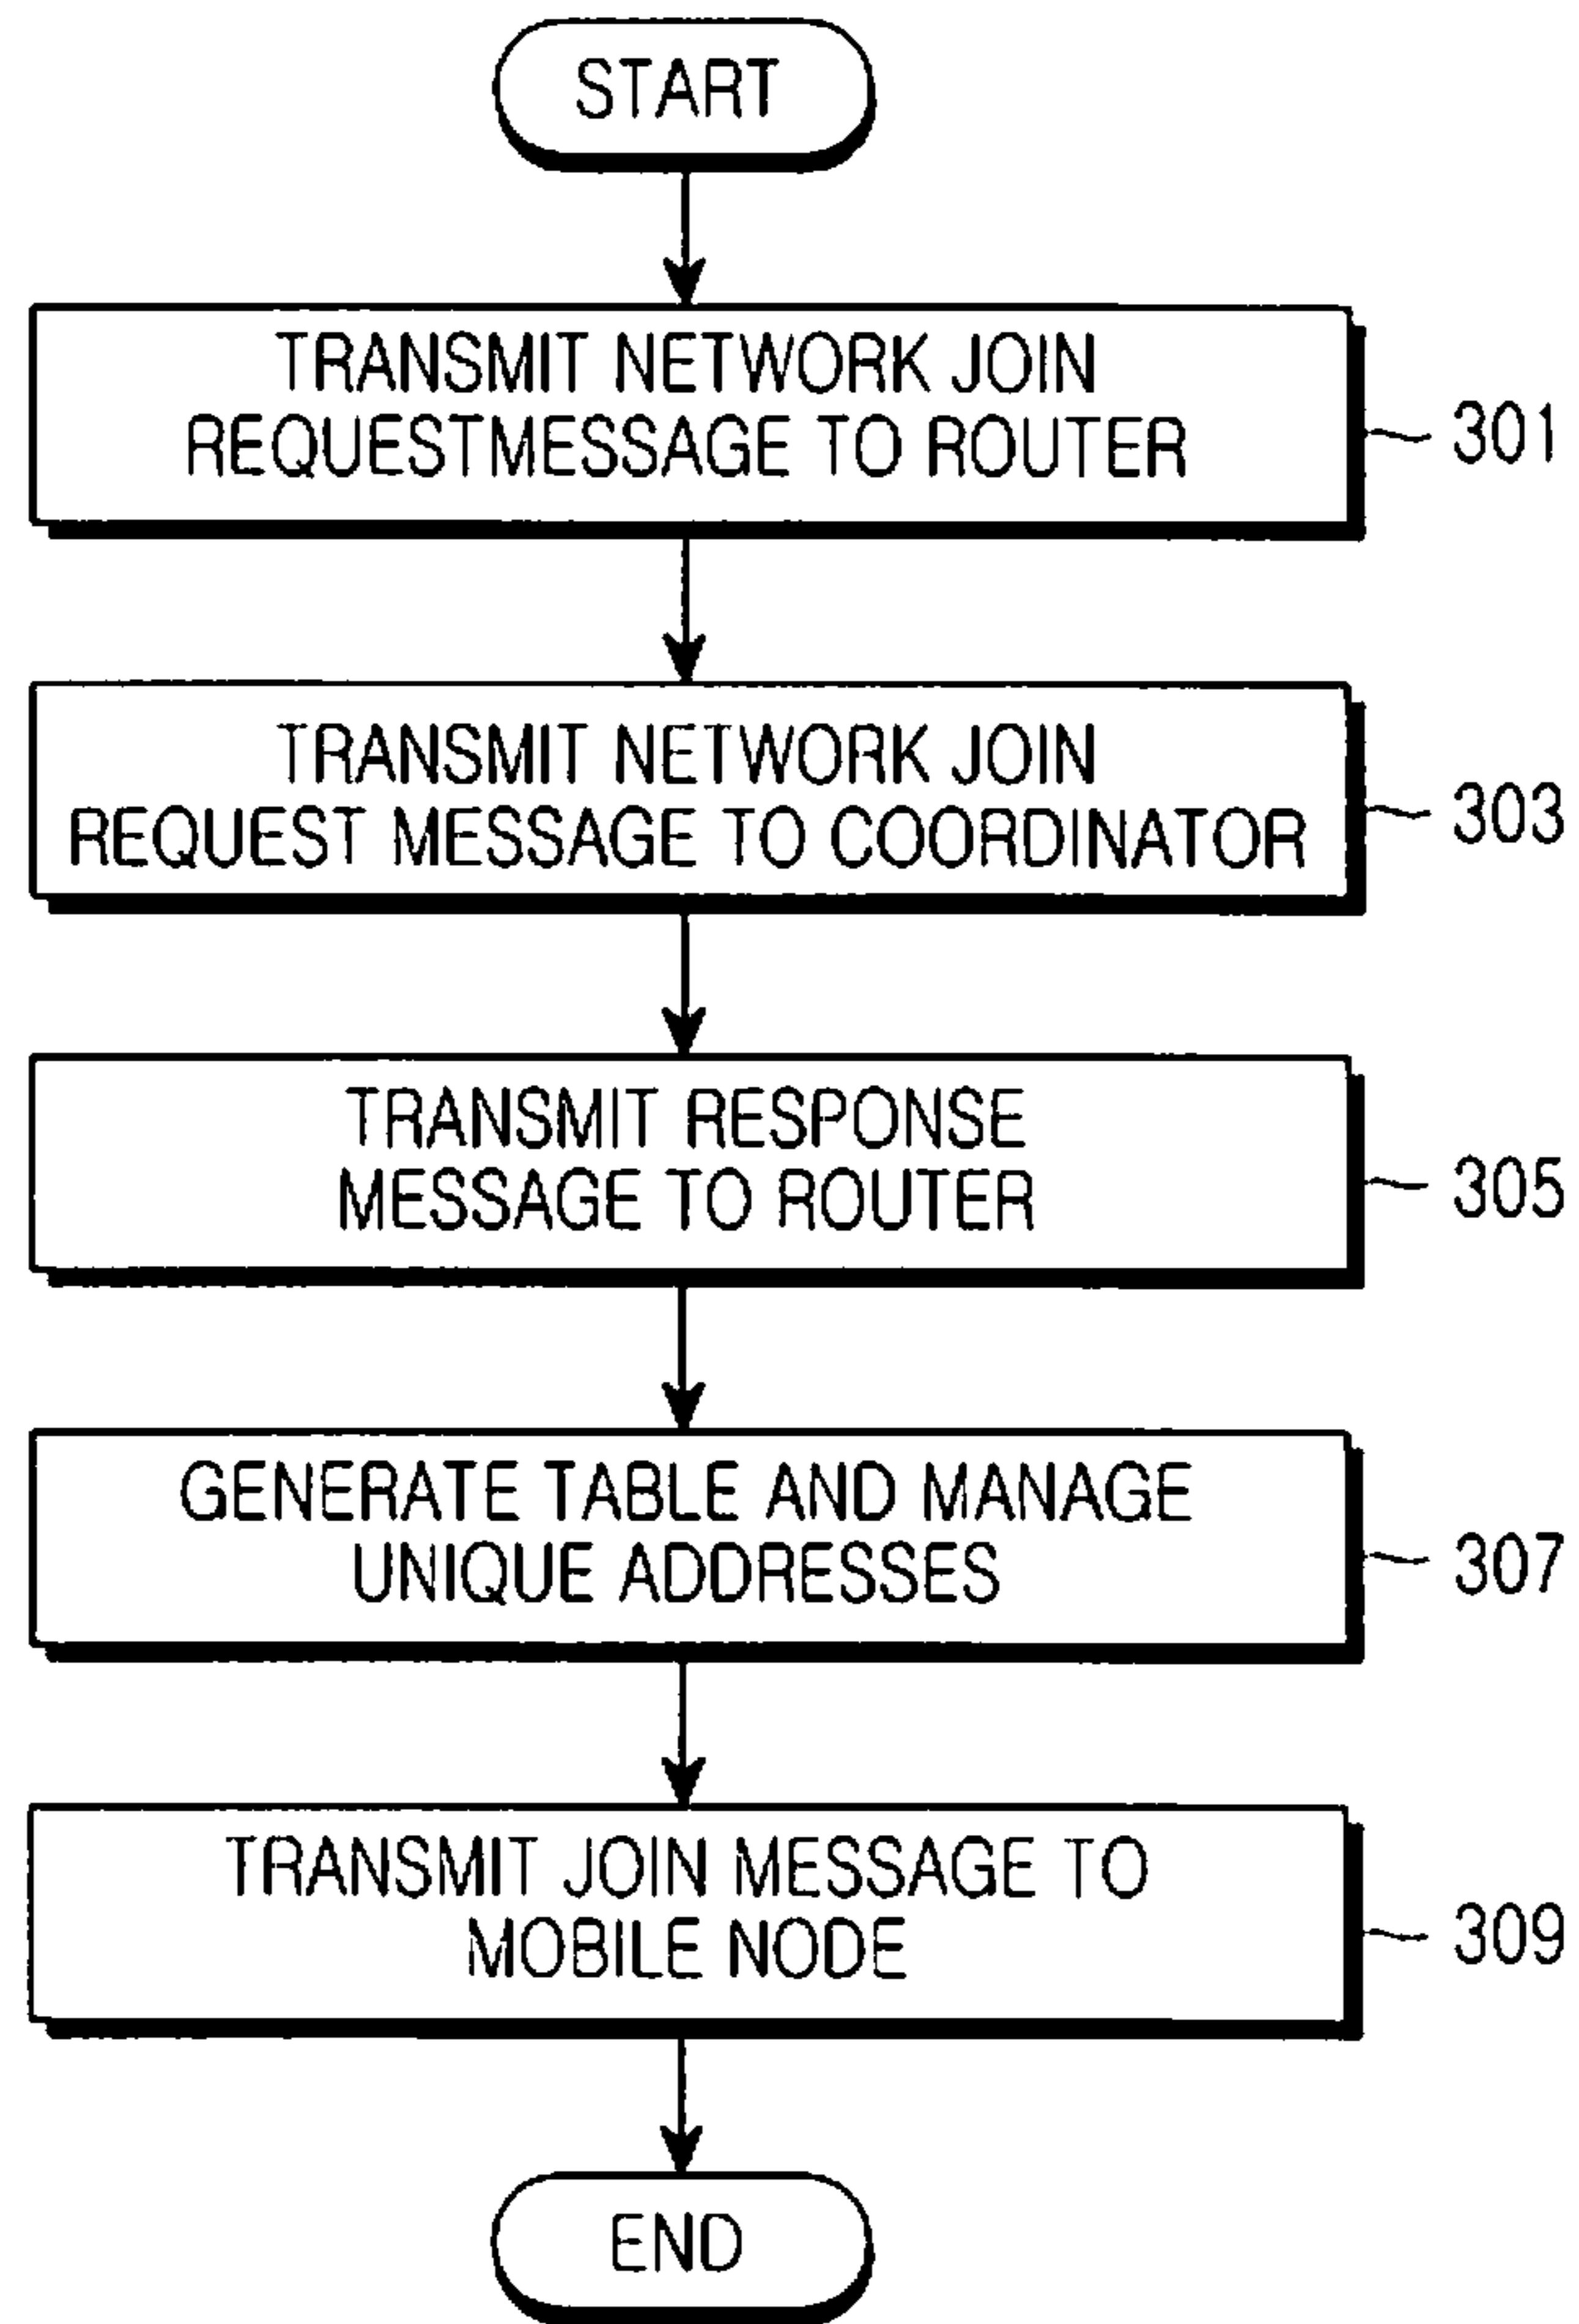 START
TRANSMIT NETWORK JOIN
REQUESTMESSAGE TO ROUTER
301
TRANSMIT NETWORK JOIN
REQUEST MESSAGE TO COORDINATOR
303
TRANSMIT RESPONSE
MESSAGE TO ROUTER
305
GENERATE TABLE AND MANAGE
UNIQUE ADDRESSES
307
TRANSMIT JOIN MESSAGE TO
MOBILE NODE
309
END